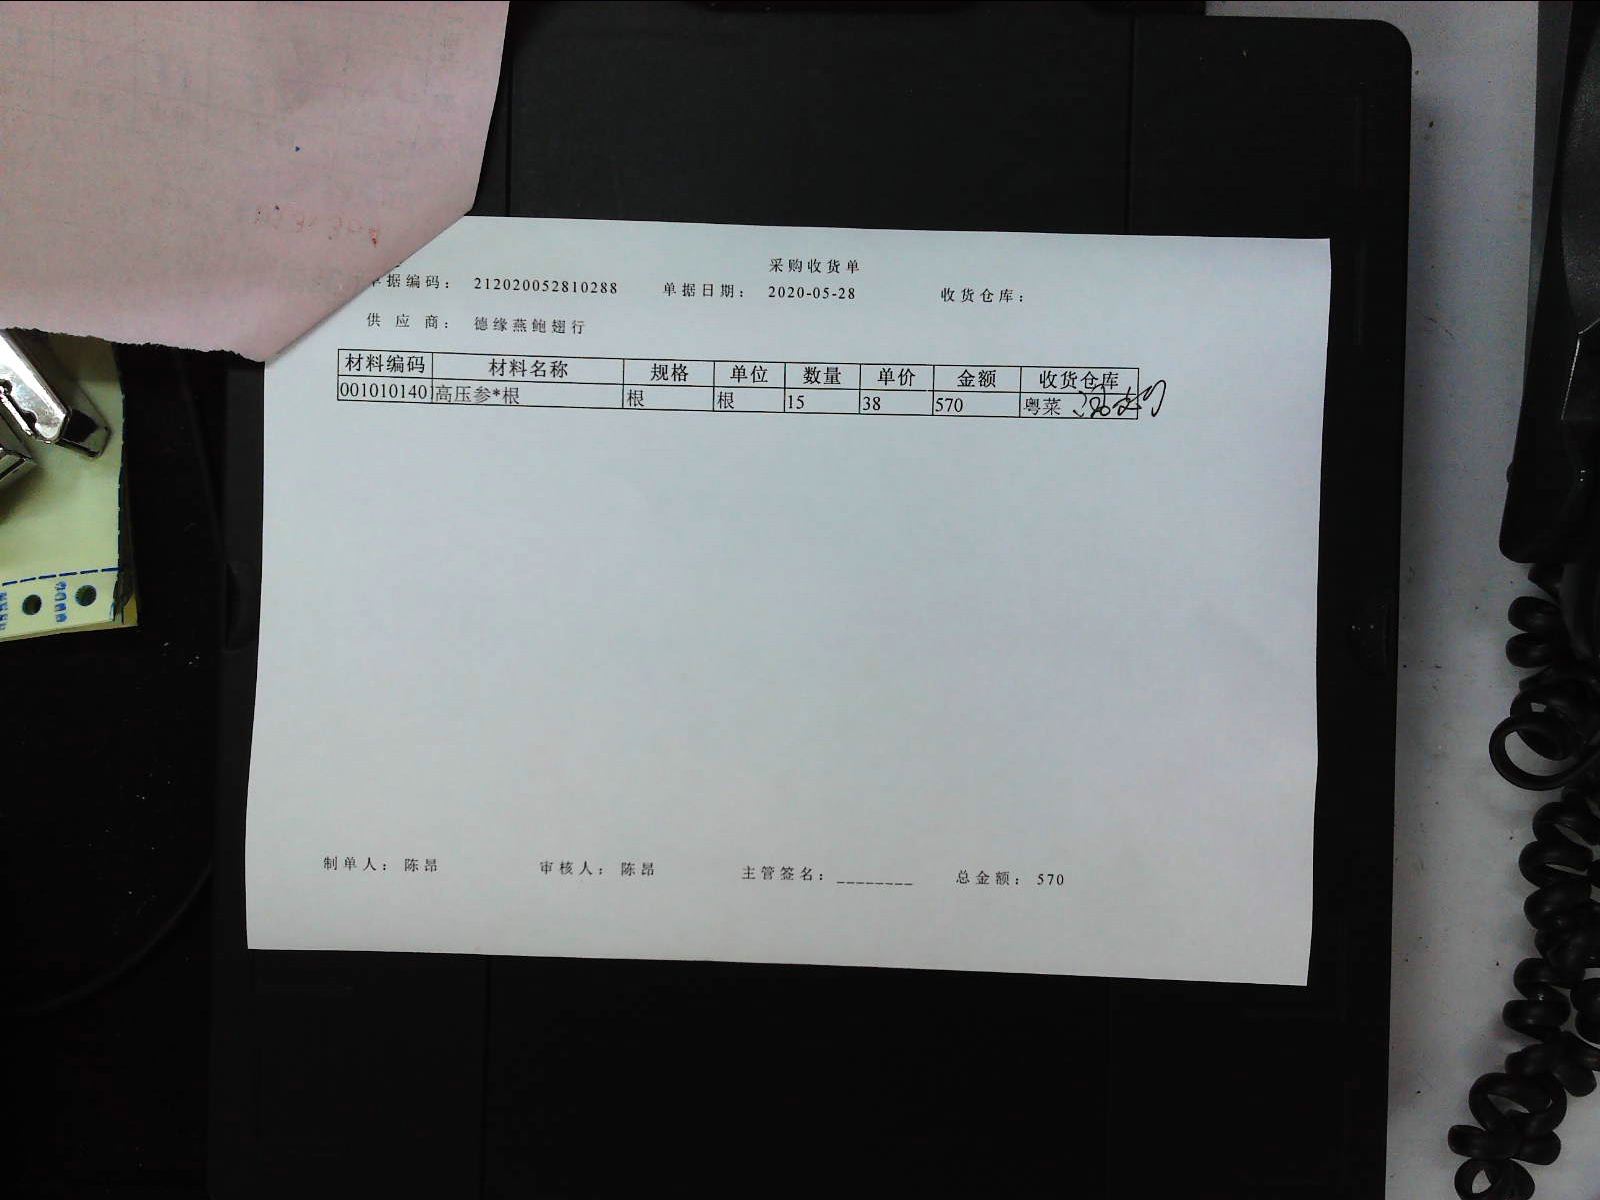 采购收货单
单据编码： 212020052810288 单据日期： 2020-05-28 收货仓库：
供应商： 德缘燕鲍翅行
材料编码 材料名称 规格 单位 数量 单价 金额 收货仓库
001010140 高压参*根 根 根 15 38 570 粤菜
制单人： 陈昂 审核人： 陈昂 主管签名：________ 总金额： 570